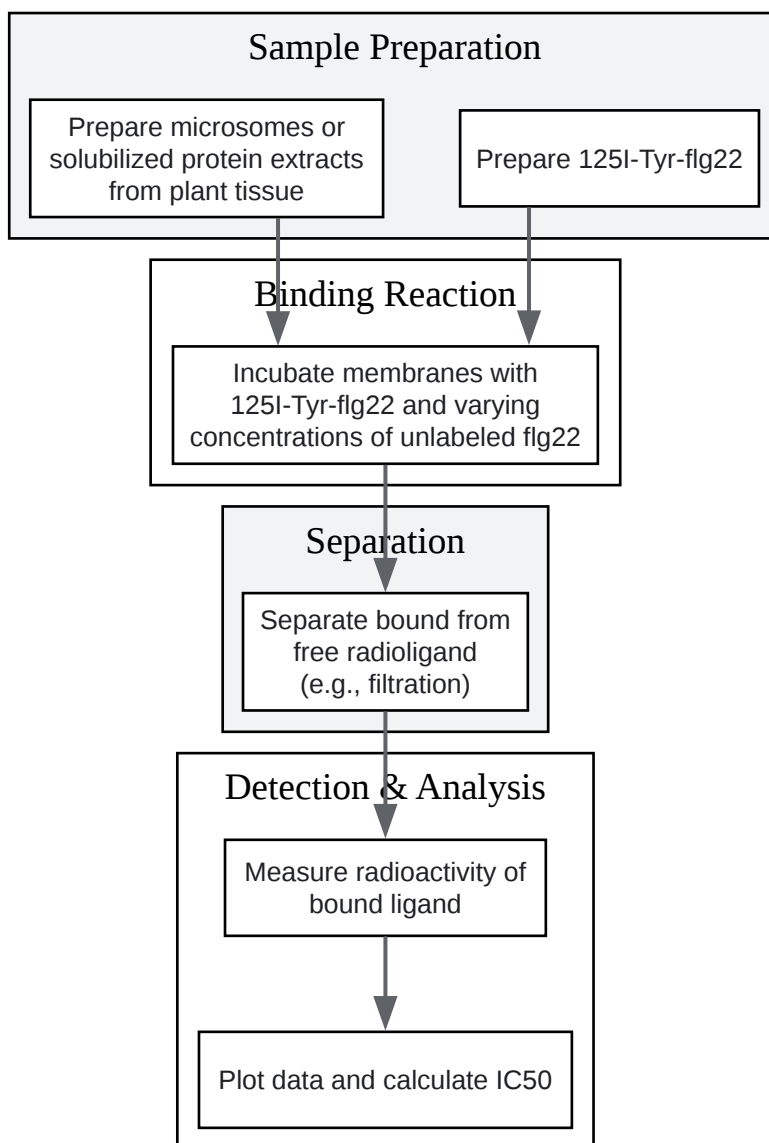 Sample Preparation
Prepare microsomes or
solubilized protein extracts
from plant tissue
Prepare 125I-Tyr-flg22
Binding Reaction
Incubate membranes with
125I-Tyr-flg22 and varying
concentrations of unlabeled flg22
Separation
Separate bound from
free radioligand
(e.g., filtration)
Detection & Analysis
Measure radioactivity of
bound ligand
Plot data and calculate IC50